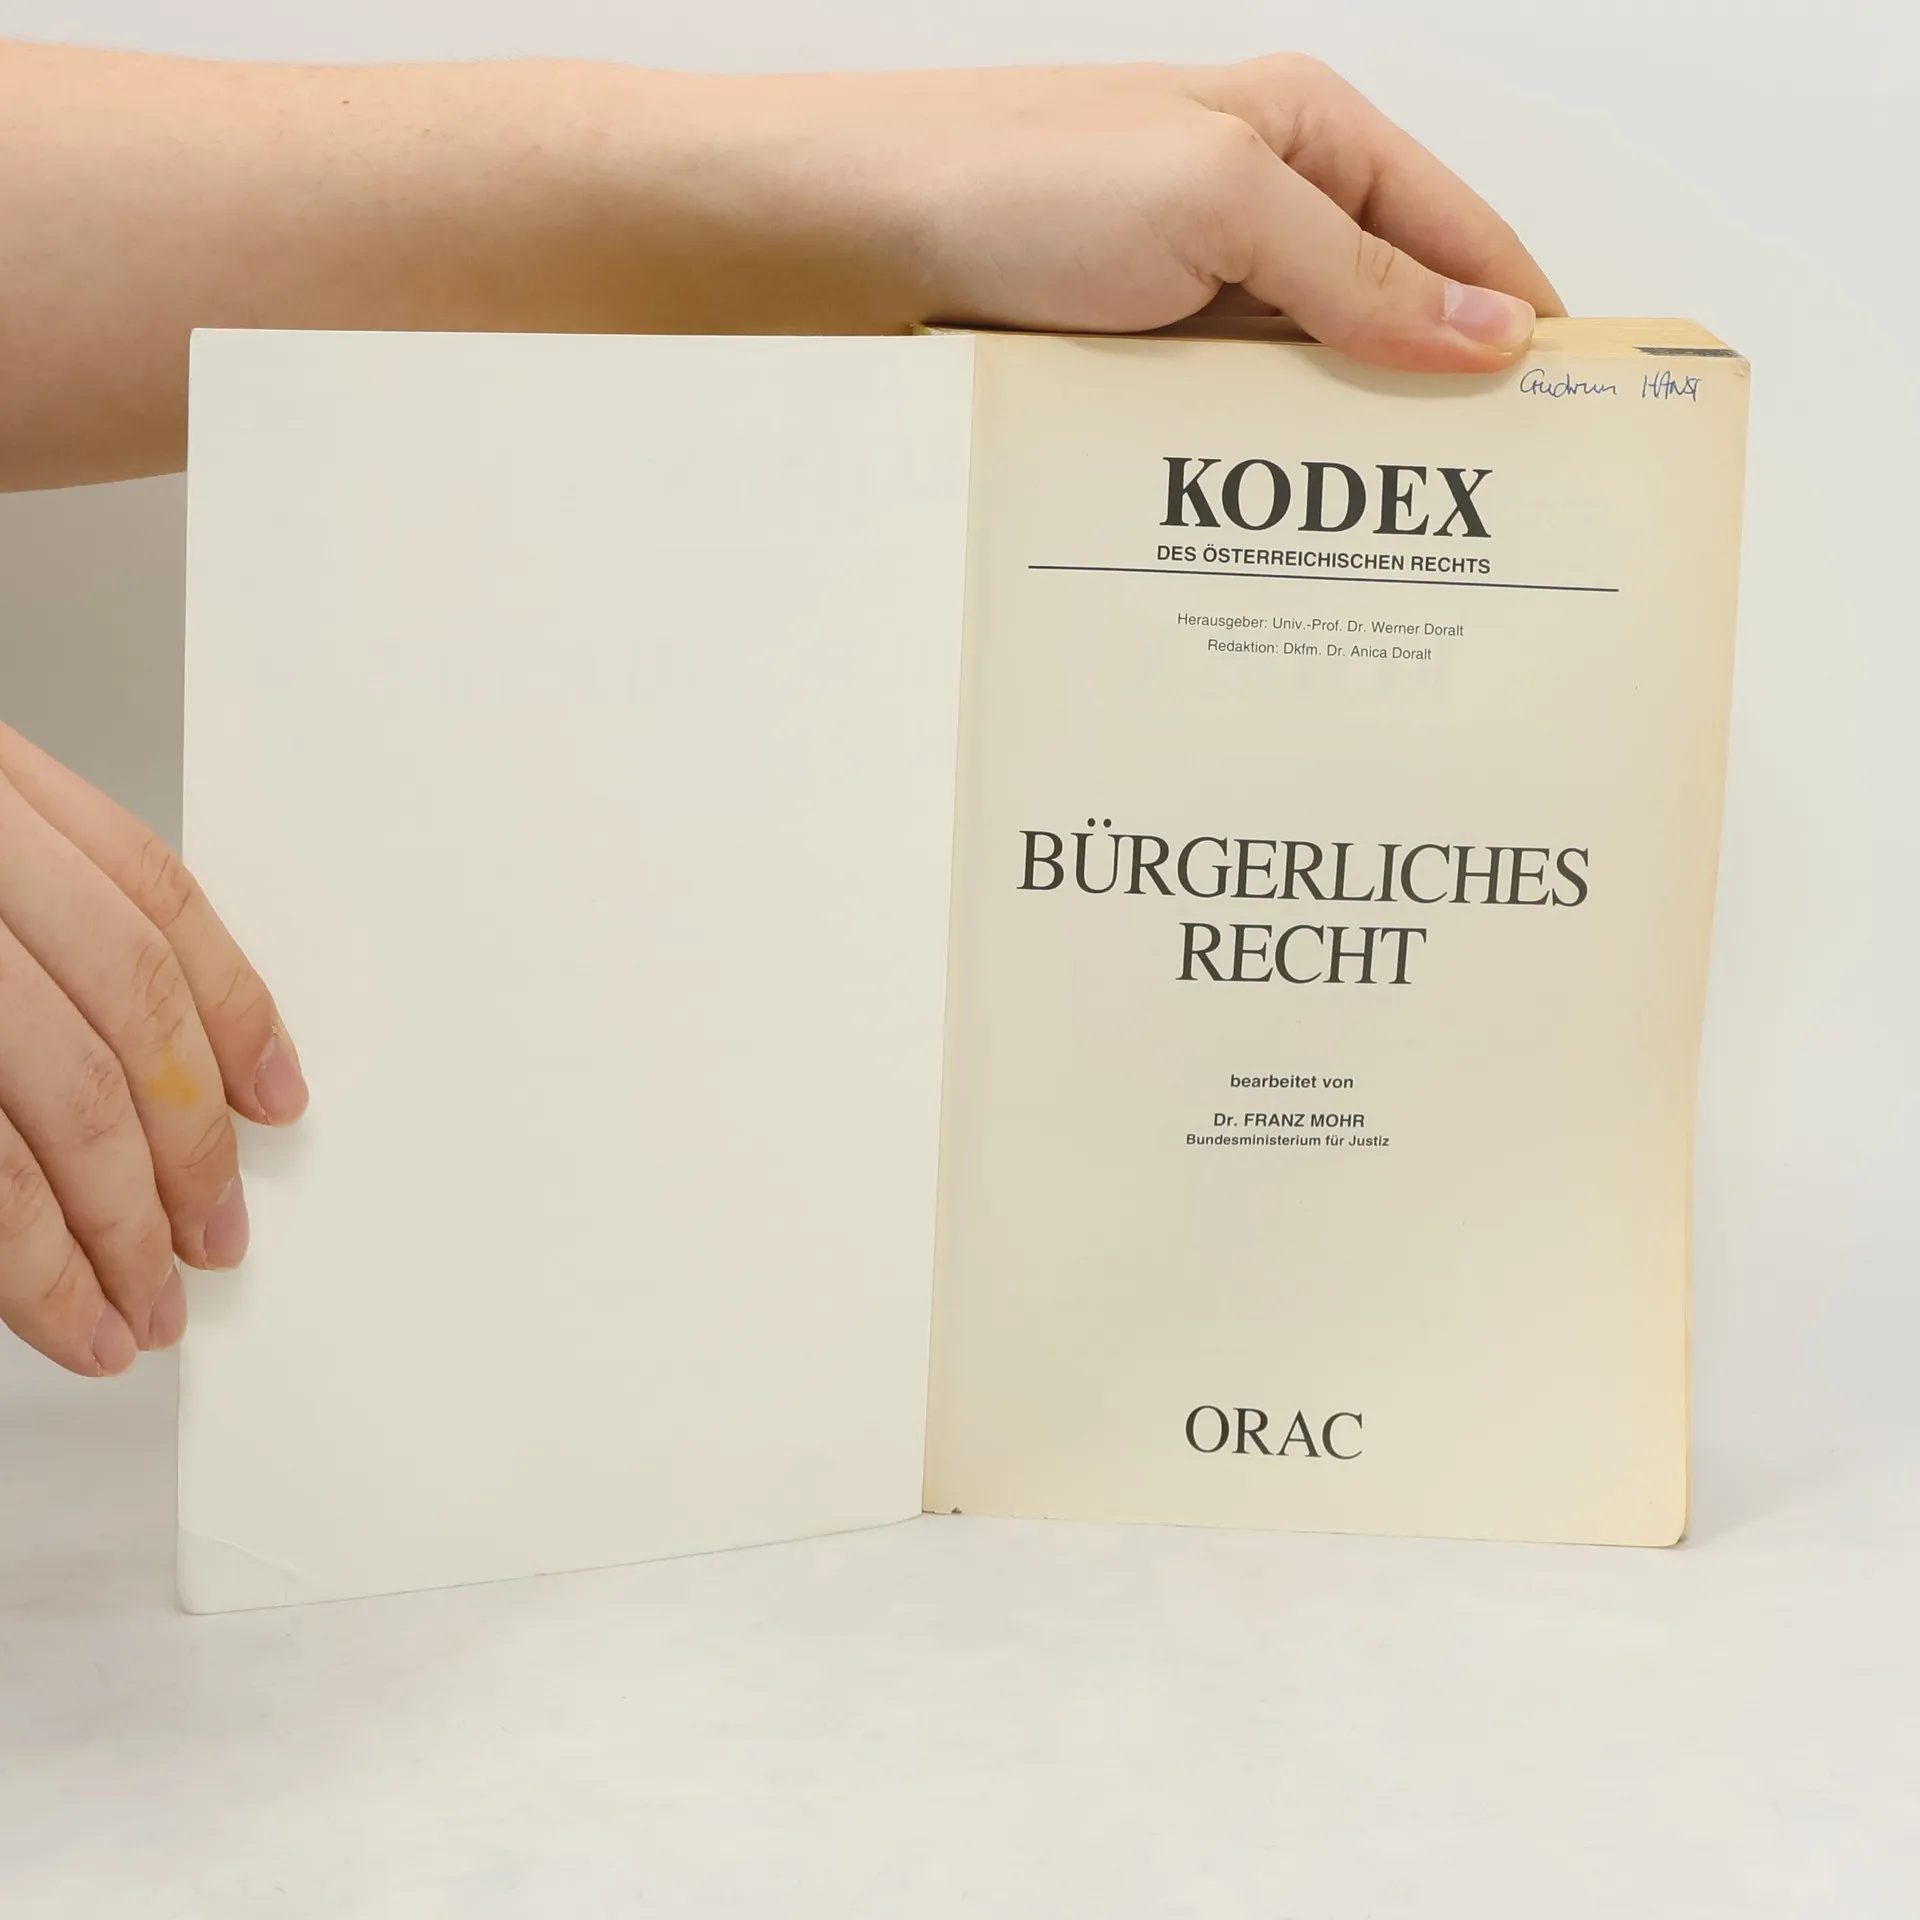 Gudrun HANSI
KODEX
DES ÖSTERREICHISCHEN RECHTS
Herausgeber: Univ.-Prof. Dr. Werner Doralt
Redaktion: Dkfm. Dr. Anica Doralt
BÜRGERLICHES
RECHT
bearbeitet von
Dr. FRANZ MOHR
Bundesministerium für Justiz
ORAC